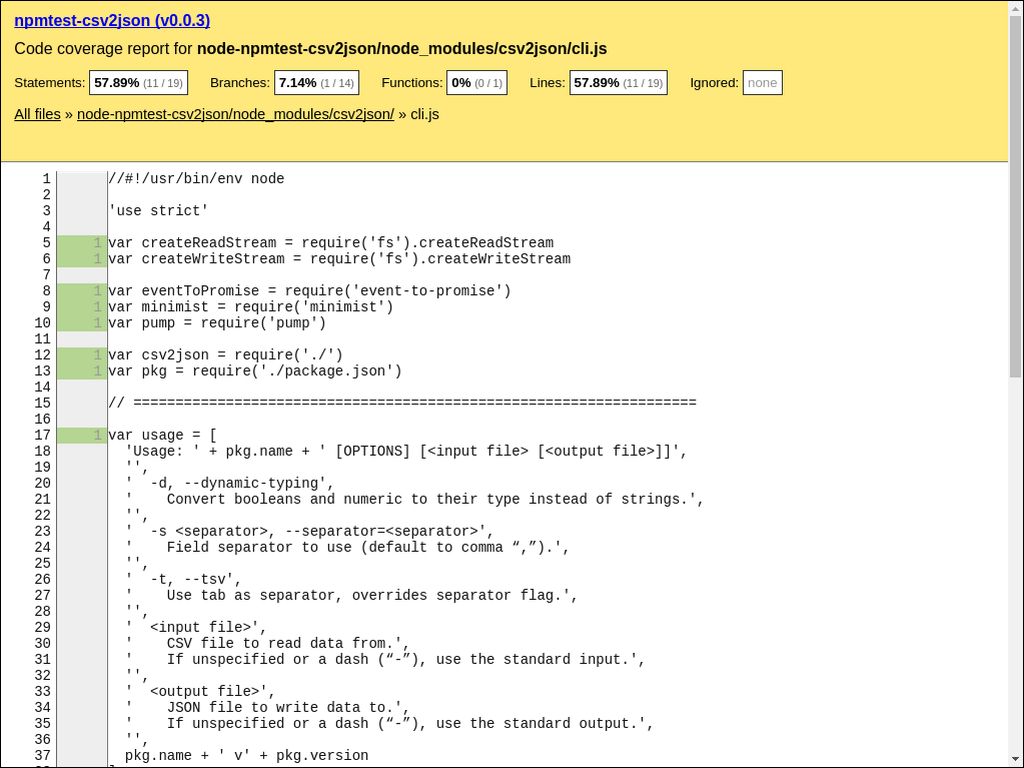 npmtest-csv2json (v0.0.3)
Code coverage report for node-npmtest-csv2json/node_modules/csv2json/cli.js
Statements: 57.89% (11 / 19) Branches: 7.14% (1 / 14) Functions: 0% (0 / 1) Lines: 57.89% (11 / 19) Ignored: none
All files » node-npmtest-csv2json/node_modules/csv2json/ » cli.js
1 //#!/usr/bin/env node
2
3 'use strict'
4
5 1 var createReadStream = require('fs').createReadStream
6 1 var createWriteStream = require('fs').createWriteStream
7
8 1 var eventToPromise = require('event-to-promise')
9 1 var minimist = require('minimist')
10 1 var pump = require('pump')
11
12 1 var csv2json = require('./')
13 1 var pkg = require('./package.json')
14
15 // ===================================================================
16
17 1 var usage = [
18   'Usage: ' + pkg.name + ' [OPTIONS] [<input file> [<output file>]]',
19   '',
20   '  -d, --dynamic-typing',
21   '    Convert booleans and numeric to their type instead of strings.',
22   '',
23   '  -s <separator>, --separator=<separator>',
24   '    Field separator to use (default to comma “,”).',
25   '',
26   '  -t, --tsv',
27   '    Use tab as separator, overrides separator flag.',
28   '',
29   '  <input file>',
30   '    CSV file to read data from.',
31   '    If unspecified or a dash (“-”), use the standard input.',
32   '',
33   '  <output file>',
34   '    JSON file to write data to.',
35   '    If unspecified or a dash (“-”), use the standard output.',
36   '',
37   pkg.name + ' v' + pkg.version